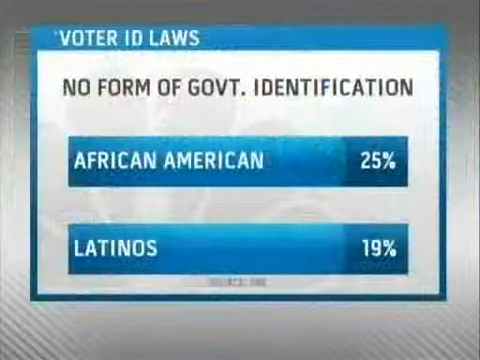 VOTER ID LAWS
NO FORM OF GOVT. IDENTIFICATION
AFRICAN AMERICAN 25%
LATINOS 19%